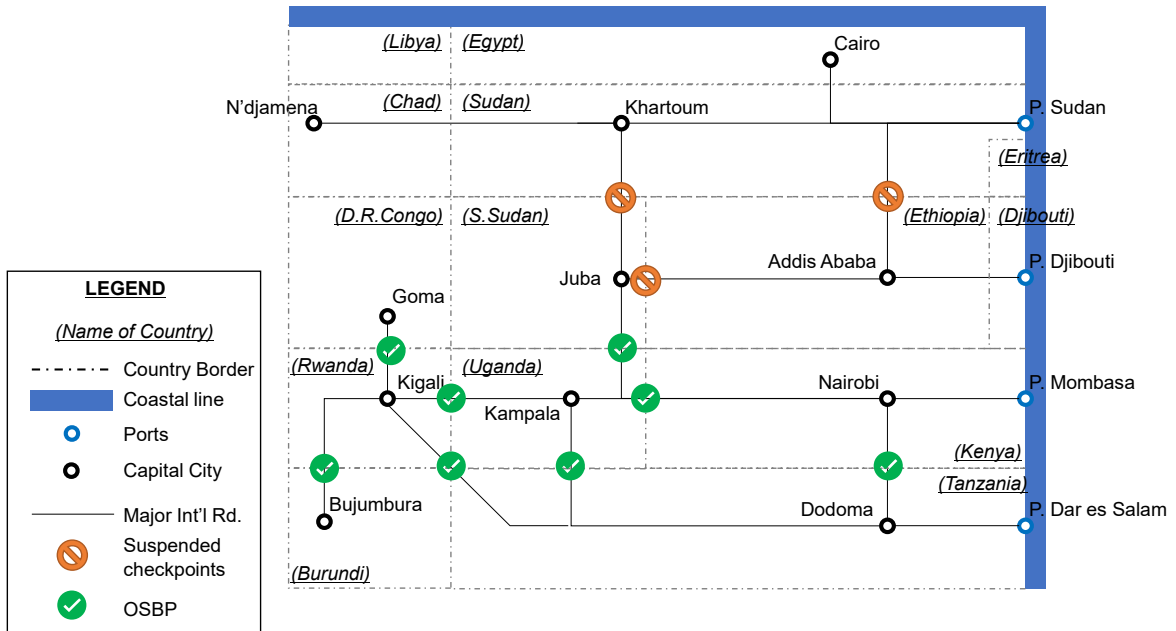 (Libya)
(Egypt)
Cairo
N'djamena
(Chad)
(Sudan)
Khartoum
P. Sudan
(Eritrea)
(D.R.Congo)
(S.Sudan)
(Ethiopia)
(Djibouti)
Juba
Addis Ababa
P. Djibouti
Goma
(Rwanda)
Kigali
(Uganda)
Kampala
Nairobi
P. Mombasa
(Kenya)
(Tanzania)
Bujumbura
Dodoma
P. Dar es Salam
(Burundi)
LEGEND
(Name of Country)
Country Border
Coastal line
Ports
Capital City
Major Int'l Rd.
Suspended
checkpoints
OSBP